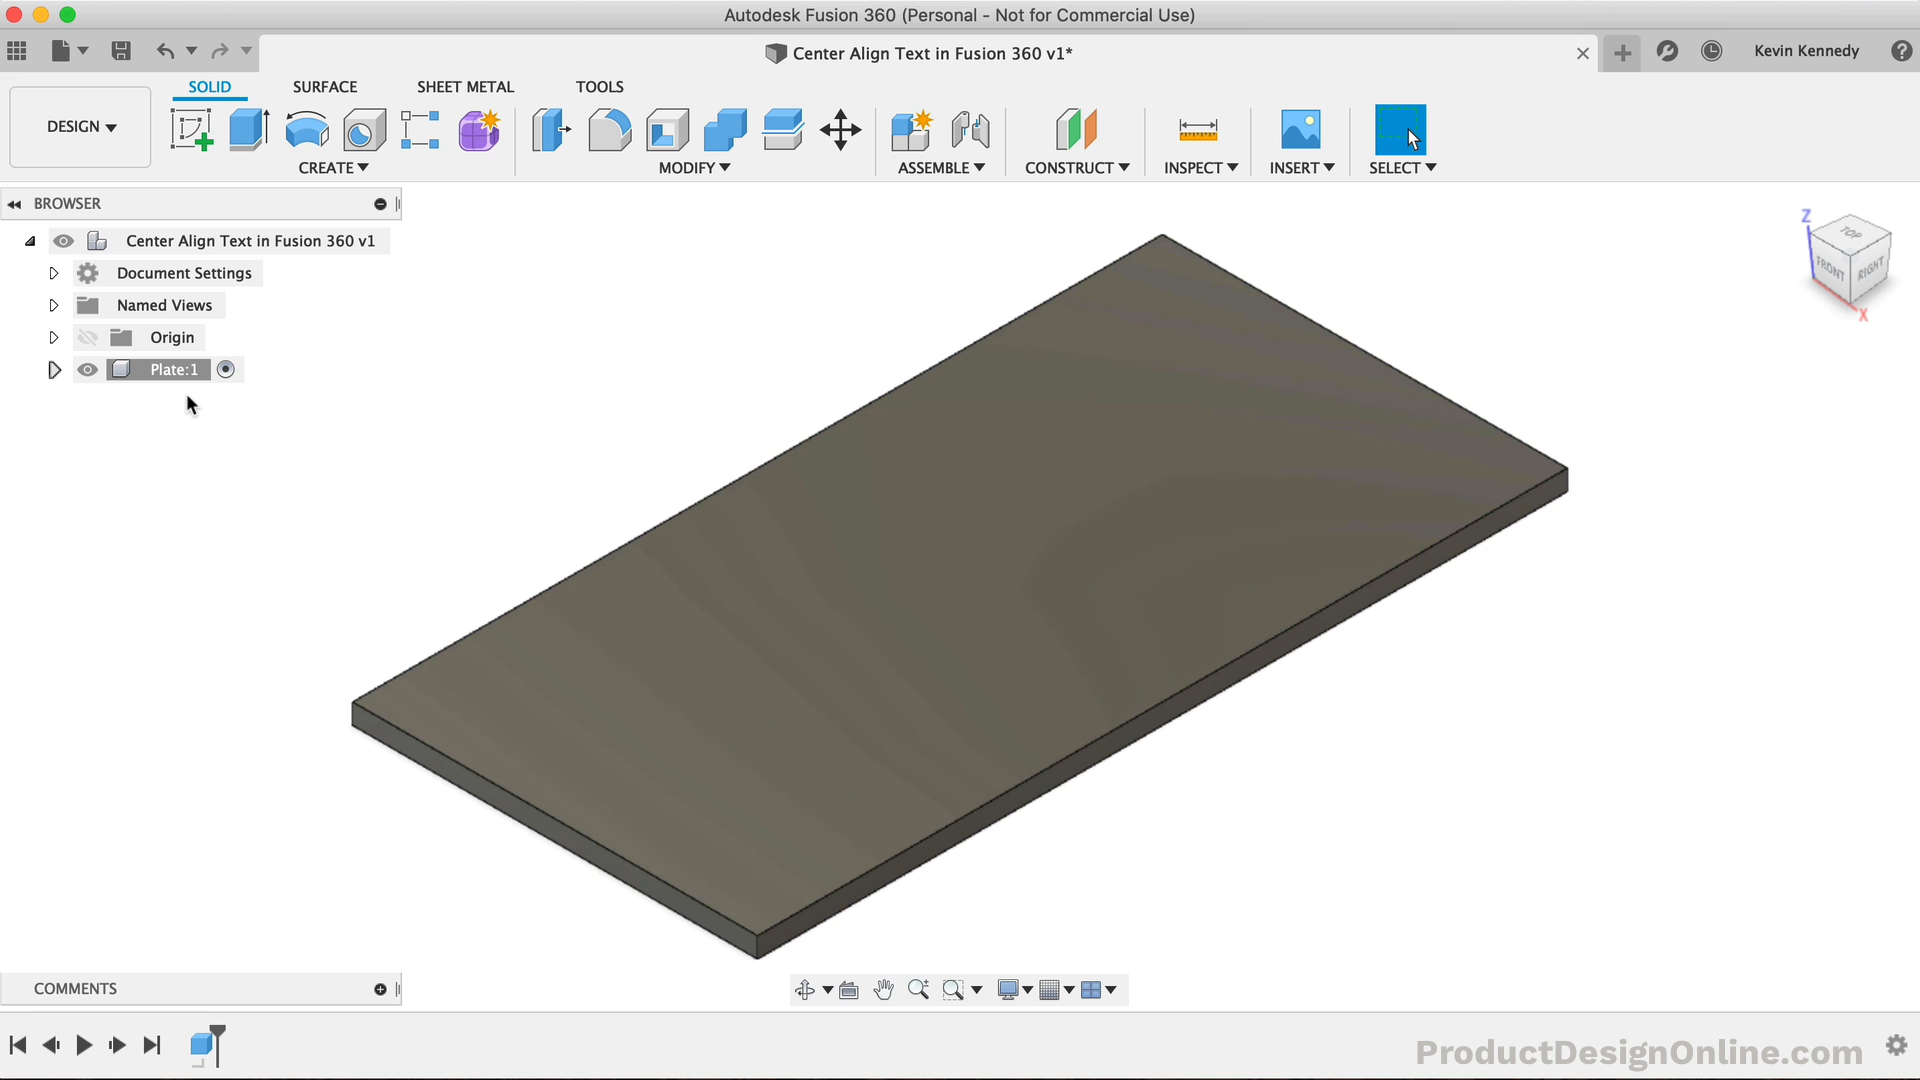 Autodesk Fusion 360 (Personal - Not for Commercial Use)
Center Align Text in Fusion 360 v1*
Kevin Kennedy
SOLID
SURFACE
SHEET METAL
TOOLS
DESIGN
CREATE
MODIFY
ASSEMBLE
CONSTRUCT
INSPECT
INSERT
SELECT
BROWSER
Center Align Text in Fusion 360 v1
Document Settings
Named Views
Origin
Plate:1
Z
TOP
FRONT
RIGHT
X
COMMENTS
ProductDesignOnline.com